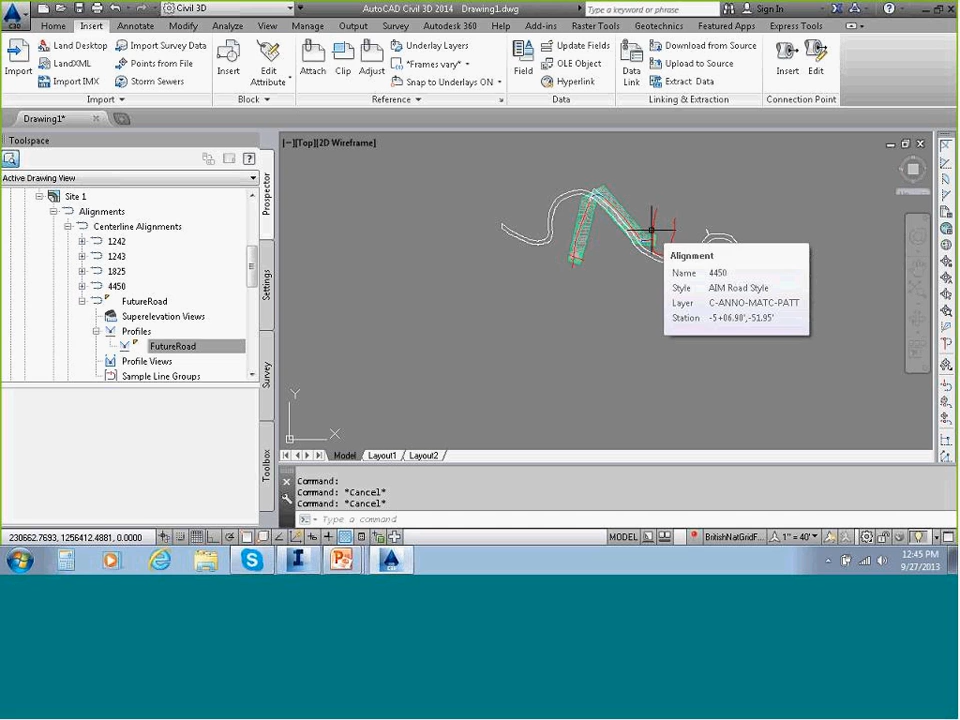 Civil 3D
AutoCAD Civil 3D 2014 Drawing1.dwg
Type a keyword or phrase
Sign In
C3D
Home Insert Annotate Modify Analyze View Manage Output Survey Autodesk 360 Help Add-ins Raster Tools Geotechnics Featured Apps Express Tools
Land Desktop Import Survey Data
LandXML Points from File
Import Import IMX Storm Sewers
Insert Edit Attribute
Attach Clip Adjust
Underlay Layers
*Frames vary*
Snap to Underlays ON
Field
Update Fields
OLE Object
Hyperlink
Data Link
Download from Source
Upload to Source
Extract Data
Insert Edit
Import Block Reference Data Linking & Extraction Connection Point
Drawing1*
Toolspace
[−][Top][2D Wireframe]
Active Drawing View
Site 1
Alignments
Centerline Alignments
1242
1243
1825
4450
FutureRoad
Superelevation Views
Profiles
FutureRoad
Profile Views
Sample Line Groups
Prospector
Settings
Survey
Toolbox
Alignment
Name 4450
Style AIM Road Style
Layer C-ANNO-MATC-PATT
Station -5+06.90',-51.95'
Y
X
Model Layout1 Layout2
Command:
Command: *Cancel*
Command: *Cancel*
Type a command
230662.7693, 1256412.4881, 0.0000
MODEL
BritishNatGridF...
1" = 40'
12:45 PM
9/27/2013